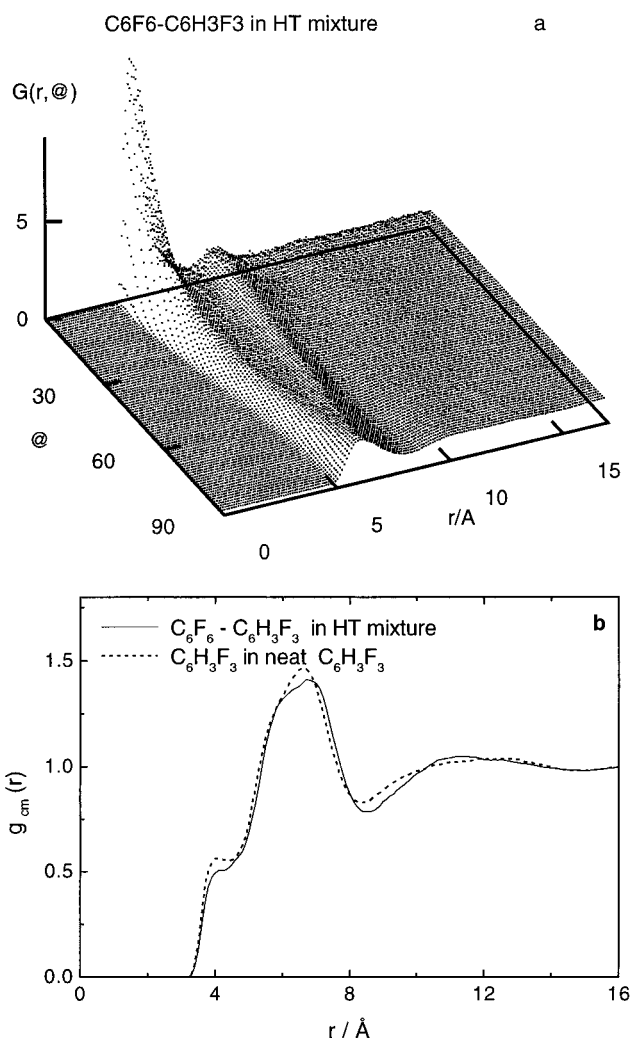 C6F6-C6H3F3 in HT mixture
a
G(r,@)
5
0
30
@
60
90
0
5
10
15
r/A
C₆F₆ - C₆H₃F₃ in HT mixture
C₆H₃F₃ in neat C₆H₃F₃
b
1.5
1.0
0.5
0.0
g cm (r)
0
4
8
12
16
r / Å